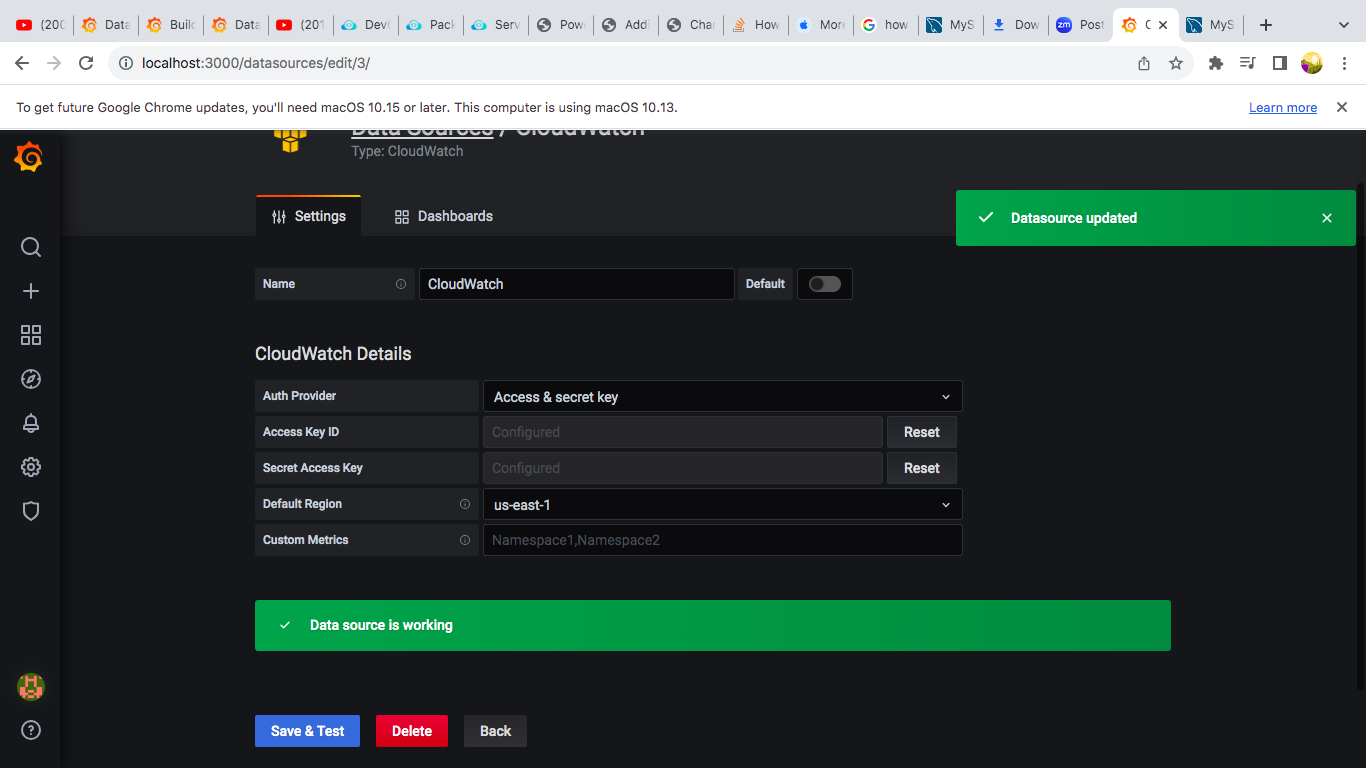 (200 Data Build Data (201 DevO Pack Serv Powe Addi Char How More how MyS Dow Post C MyS
localhost:3000/datasources/edit/3/
To get future Google Chrome updates, you'll need macOS 10.15 or later. This computer is using macOS 10.13. Learn more
Data Sources / CloudWatch
Type: CloudWatch
Settings Dashboards
Datasource updated
Name CloudWatch Default
CloudWatch Details
Auth Provider Access & secret key
Access Key ID Configured Reset
Secret Access Key Configured Reset
Default Region us-east-1
Custom Metrics Namespace1,Namespace2
Data source is working
Save & Test Delete Back